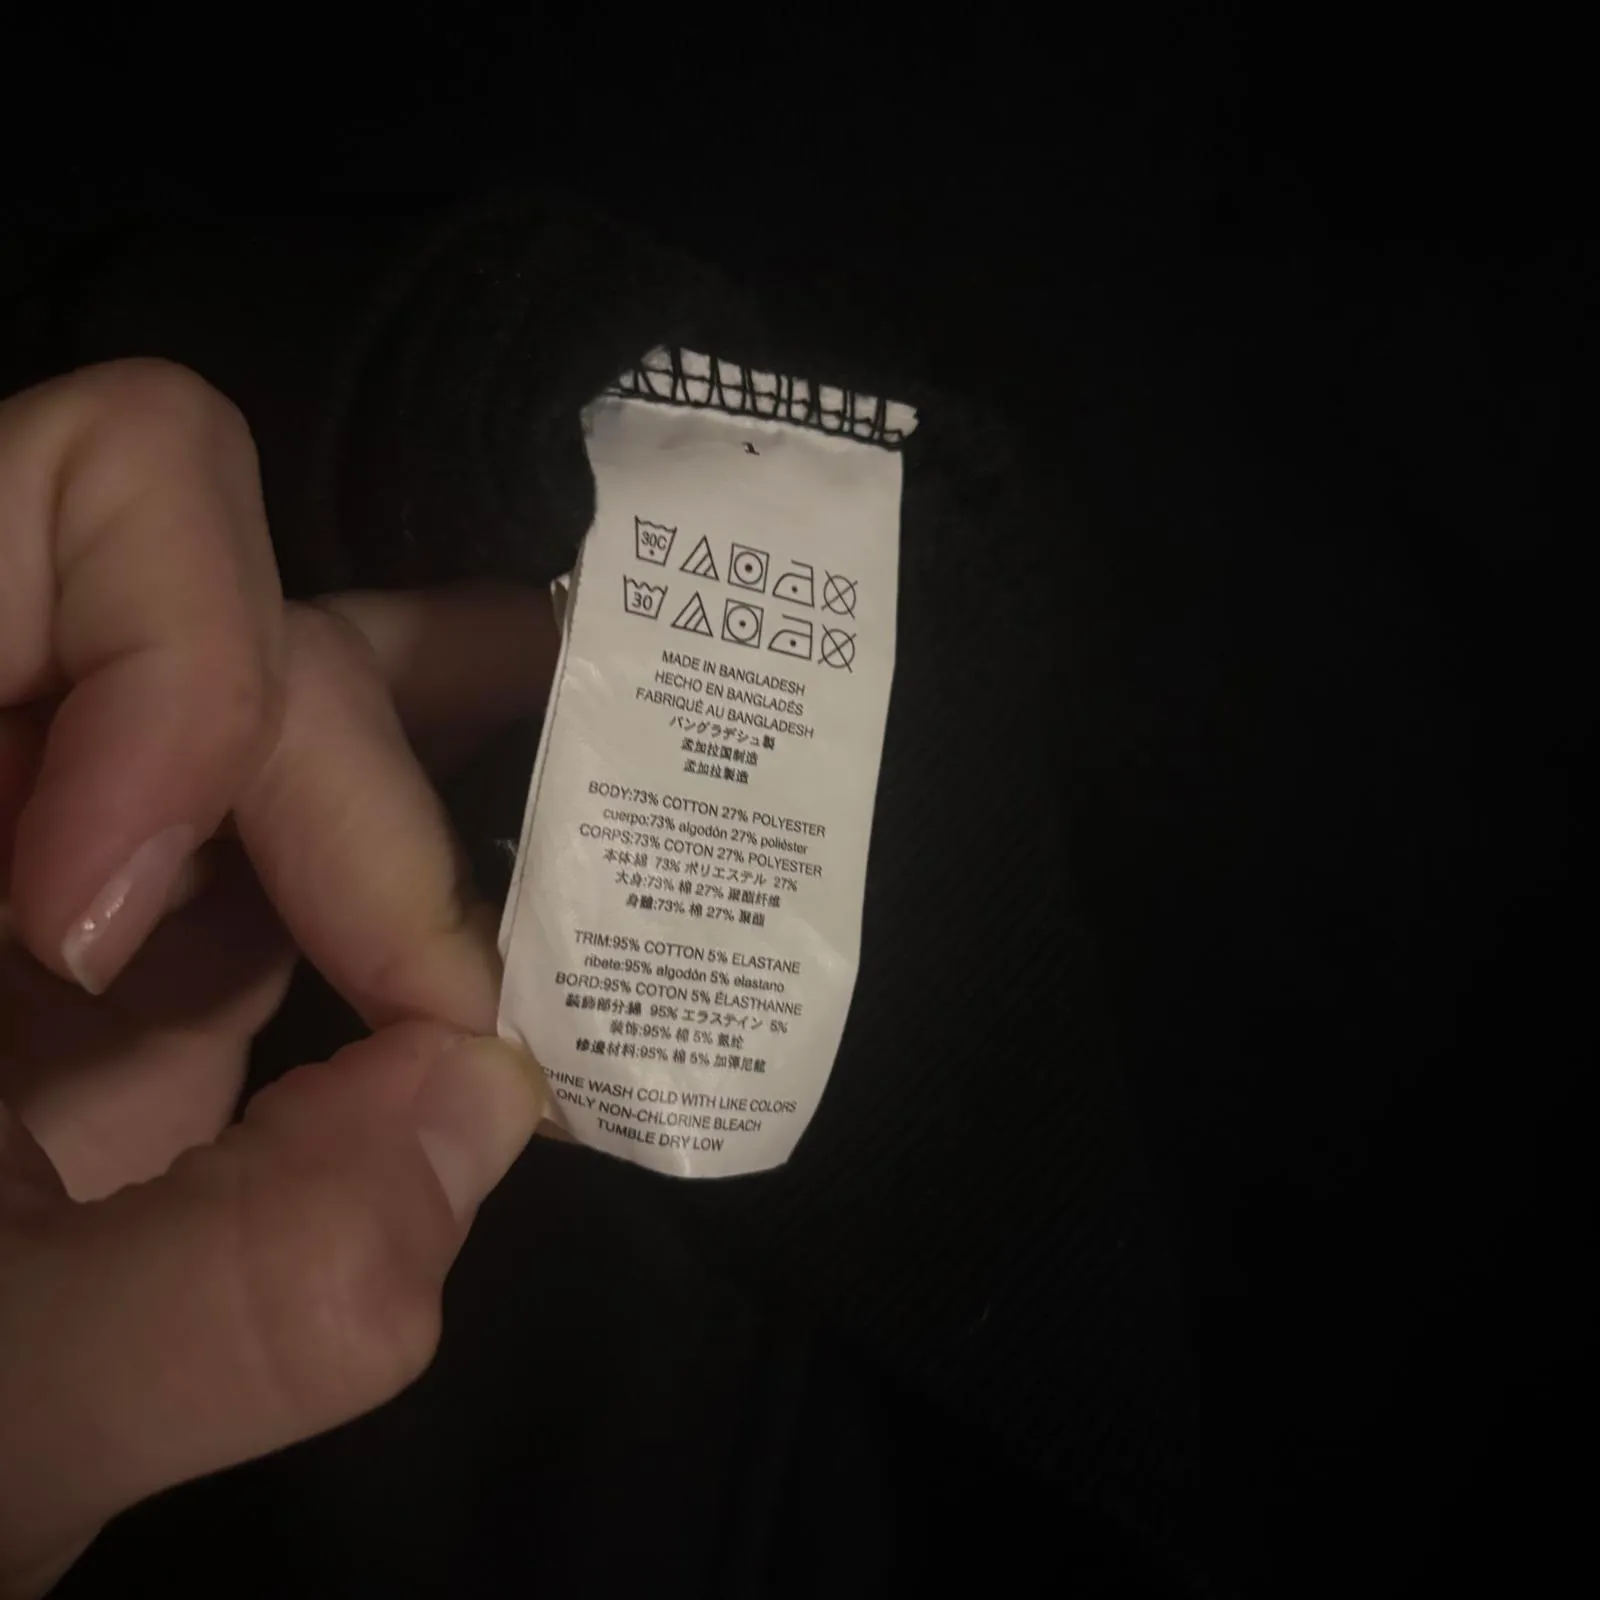 1
30C
30
MADE IN BANGLADESH
HECHO EN BANGLADÉS
FABRIQUÉ AU BANGLADESH
バングラデシュ製
孟加拉国制造
孟加拉製造
BODY:73% COTTON 27% POLYESTER
cuerpo:73% algodón 27% poliéster
CORPS:73% COTON 27% POLYESTER
本体綿 73% ポリエステル 27%
大身:73% 棉 27% 聚酯纤维
身體:73% 棉 27% 聚酯
TRIM:95% COTTON 5% ELASTANE
ribete:95% algodón 5% elastano
BORD:95% COTON 5% ÉLASTHANNE
装飾部分:綿 95% エラステイン 5%
装饰:95% 棉 5% 氨纶
修邊材料:95% 棉 5% 加彈尼龍
WASH COLD WITH LIKE COLORS
ONLY NON-CHLORINE BLEACH
TUMBLE DRY LOW